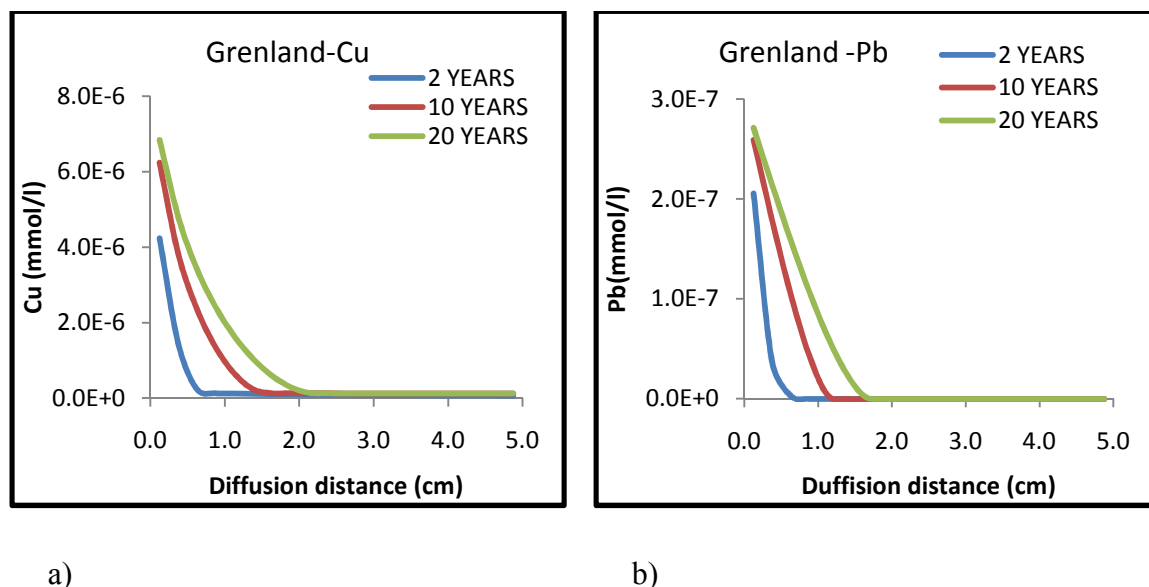 Grenland-Cu
2 YEARS
10 YEARS
20 YEARS
8.0E-6
6.0E-6
4.0E-6
2.0E-6
0.0E+0
Cu (mmol/l)
0.0 1.0 2.0 3.0 4.0 5.0
Diffusion distance (cm)
a)
Grenland -Pb
2 YEARS
10 YEARS
20 YEARS
3.0E-7
2.0E-7
1.0E-7
0.0E+0
Pb(mmol/l)
0.0 1.0 2.0 3.0 4.0 5.0
Duffision distance (cm)
b)